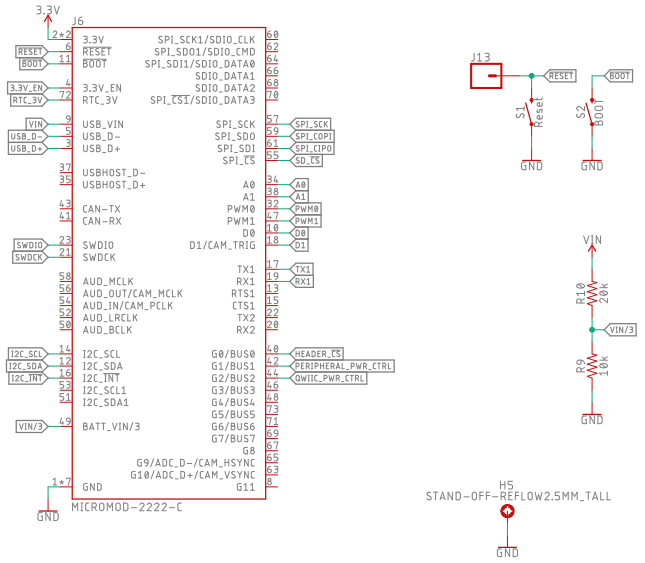 3.3V
J6
2*2 3.3V SPI_SCK1/SDIO_CLK 60
RESET 6 RESET SPI_SDO1/SDIO_CMD 62
BOOT 11 BOOT SPI_SDI1/SDIO_DATA0 64
SDIO_DATA1 66
3.3V_EN 4 3.3V_EN SDIO_DATA2 68
RTC_3V 72 RTC_3V SPI_CS1/SDIO_DATA3 70
VIN 9 USB_VIN SPI_SCK 57 SPI_SCK
USB_D- 5 USB_D- SPI_SDO 59 SPI_COPI
USB_D+ 3 USB_D+ SPI_SDI 61 SPI_CIPO
SPI_CS 55 SD_CS
37 USBHOST_D-
35 USBHOST_D+ A0 34 A0
A1 38 A1
43 CAN-TX PWM0 32 PWM0
41 CAN-RX PWM1 47 PWM1
D0 10 D0
SWDIO 23 SWDIO D1/CAM_TRIG 18 D1
SWDCK 21 SWDCK
TX1 17 TX1
58 AUD_MCLK RX1 19 RX1
56 AUD_OUT/CAM_MCLK RTS1 13
54 AUD_IN/CAM_PCLK CTS1 15
52 AUD_LRCLK TX2 22
50 AUD_BCLK RX2 20
I2C_SCL 14 I2C_SCL G0/BUS0 40 HEADER_CS
I2C_SDA 12 I2C_SDA G1/BUS1 42 PERIPHERAL_PWR_CTRL
I2C_INT 16 I2C_INT G2/BUS2 44 QWIIC_PWR_CTRL
53 I2C_SCL1 G3/BUS3 46
51 I2C_SDA1 G4/BUS4 48
G5/BUS5 73
VIN/3 49 BATT_VIN/3 G6/BUS6 71
G7/BUS7 69
G8 67
G9/ADC_D-/CAM_HSYNC 65
G10/ADC_D+/CAM_VSYNC 63
1*7 GND G11 8
MICROMOD-2222-C
GND
J13
RESET
S1
Reset
GND
BOOT
S2
BOOT
GND
VIN
R10
20k
VIN/3
R9
10k
GND
H5
STAND-OFF-REFLOW2.5MM_TALL
GND